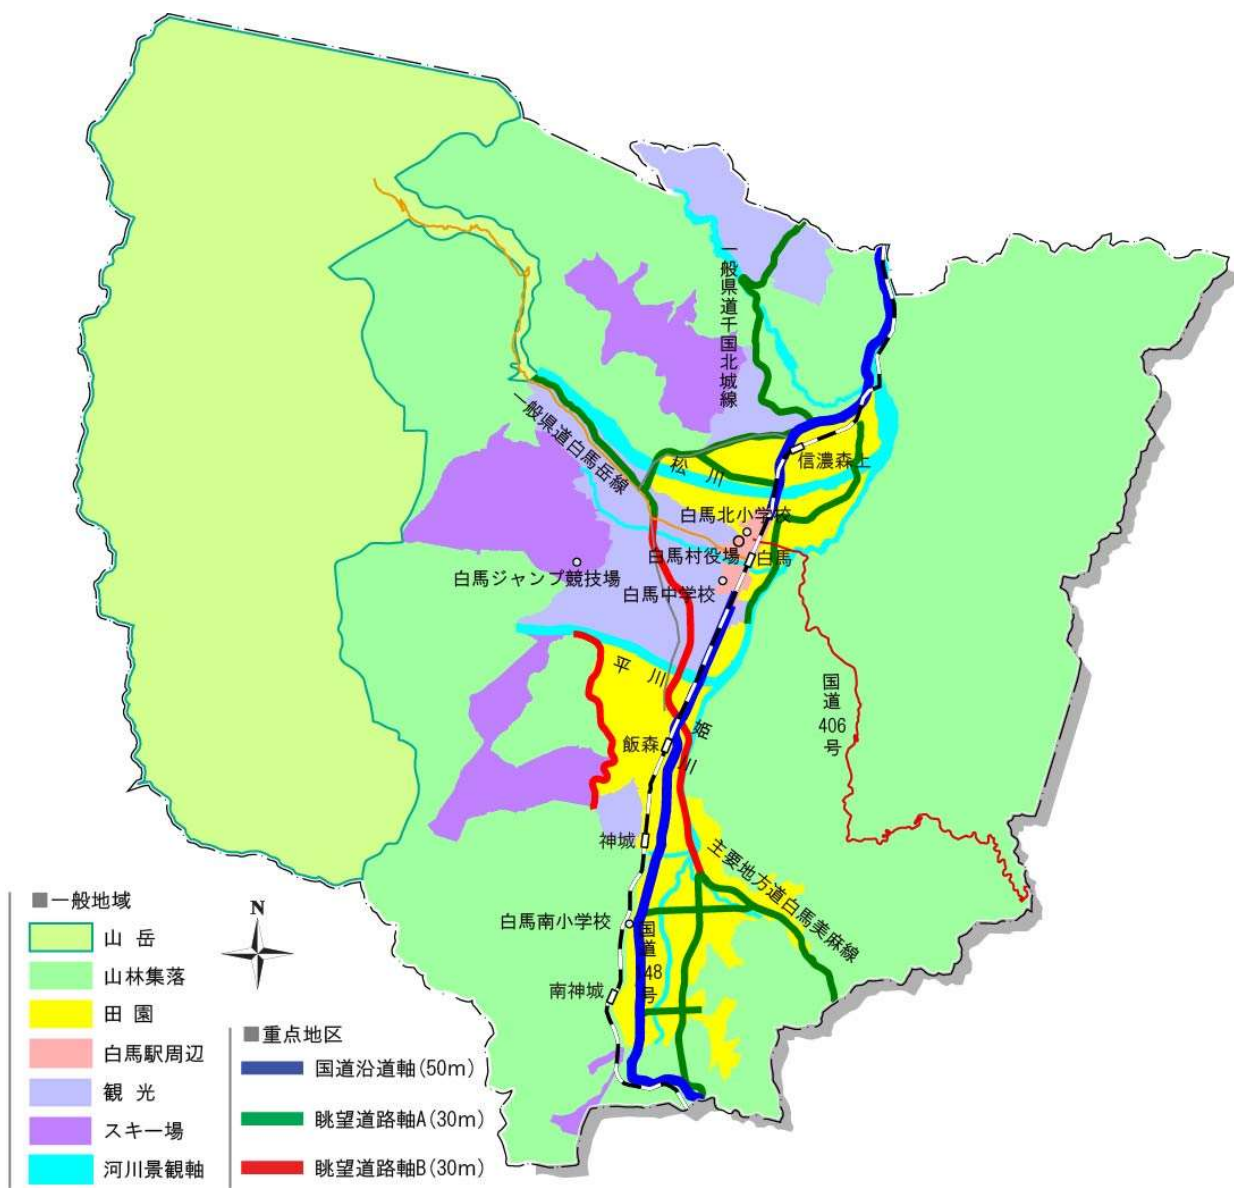 一般県道千国北城線
一般県道白馬岳線
松川
信濃森上
白馬北小学校
白馬村役場
白馬
白馬ジャンプ競技場
白馬中学校
平川
国道406号
姫川
飯森
神城
主要地方道白馬美麻線
白馬南小学校
国道148号
南神城
■一般地域
山 岳
山林集落
田 園
白馬駅周辺
観 光
スキー場
河川景観軸
N
■重点地区
国道沿道軸(50m)
眺望道路軸A(30m)
眺望道路軸B(30m)